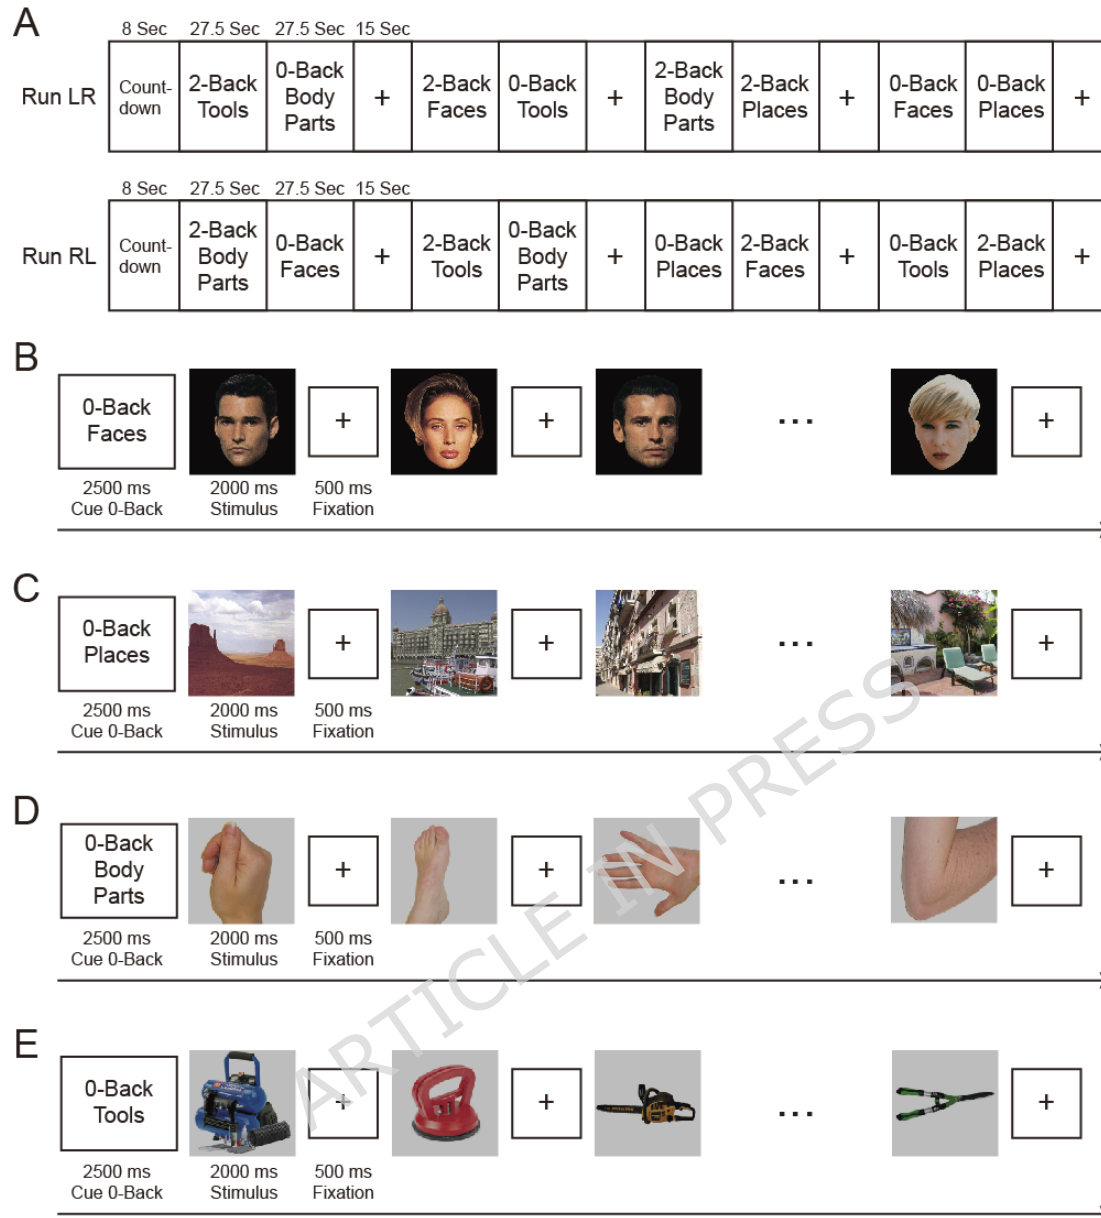 A
8 Sec 27.5 Sec 27.5 Sec 15 Sec
Run LR
Count-
down
2-Back
Tools
0-Back
Body
Parts
+
2-Back
Faces
0-Back
Tools
+
2-Back
Body
Parts
2-Back
Places
+
0-Back
Faces
0-Back
Places
+
8 Sec 27.5 Sec 27.5 Sec 15 Sec
Run RL
Count-
down
2-Back
Body
Parts
0-Back
Faces
+
2-Back
Tools
0-Back
Body
Parts
+
0-Back
Places
2-Back
Faces
+
0-Back
Tools
2-Back
Places
+
B
0-Back
Faces
+
+
...
+
2500 ms
Cue 0-Back
2000 ms
Stimulus
500 ms
Fixation
C
0-Back
Places
+
+
...
+
2500 ms
Cue 0-Back
2000 ms
Stimulus
500 ms
Fixation
D
0-Back
Body
Parts
+
+
...
+
2500 ms
Cue 0-Back
2000 ms
Stimulus
500 ms
Fixation
E
0-Back
Tools
+
+
...
+
2500 ms
Cue 0-Back
2000 ms
Stimulus
500 ms
Fixation
ARTICLE IN PRESS